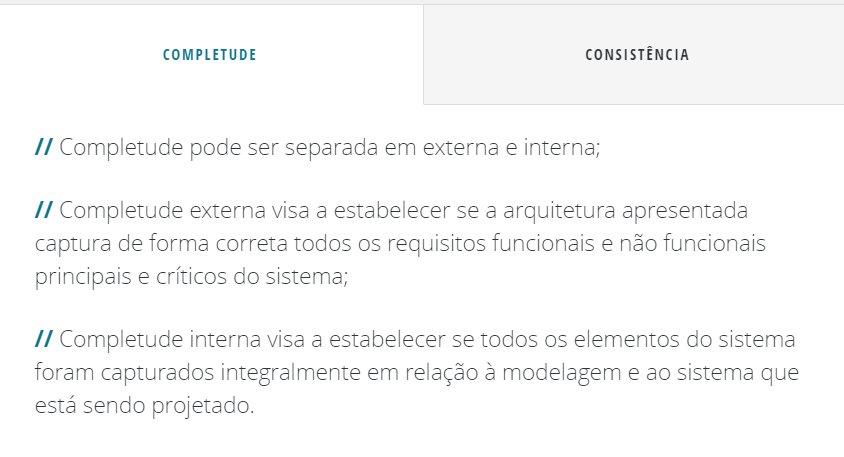 COMPLETUDE
CONSISTÊNCIA
// Completude pode ser separada em externa e interna;
// Completude externa visa a estabelecer se a arquitetura apresentada
captura de forma correta todos os requisitos funcionais e não funcionais
principais e críticos do sistema;
// Completude interna visa a estabelecer se todos os elementos do sistema
foram capturados integralmente em relação à modelagem e ao sistema que
está sendo projetado.